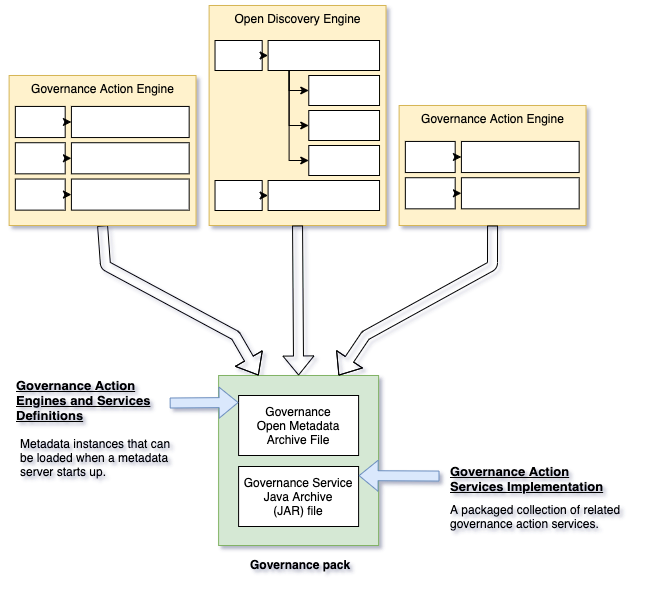 Open Discovery Engine
Governance Action Engine
Governance Action Engine
Governance Action
Engines and Services
Definitions
Metadata instances that can
be loaded when a metadata
server starts up.
Governance
Open Metadata
Archive File
Governance Service
Java Archive
(JAR) file
Governance Action
Services Implementation
A packaged collection of related
governance action services.
Governance pack